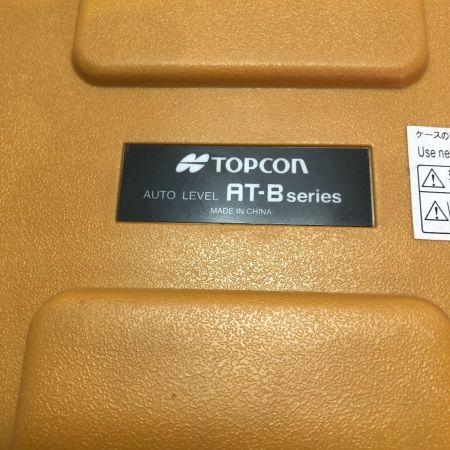 TOPCON
AUTO LEVEL AT-B series
MADE IN CHINA
ケースの
Use ne